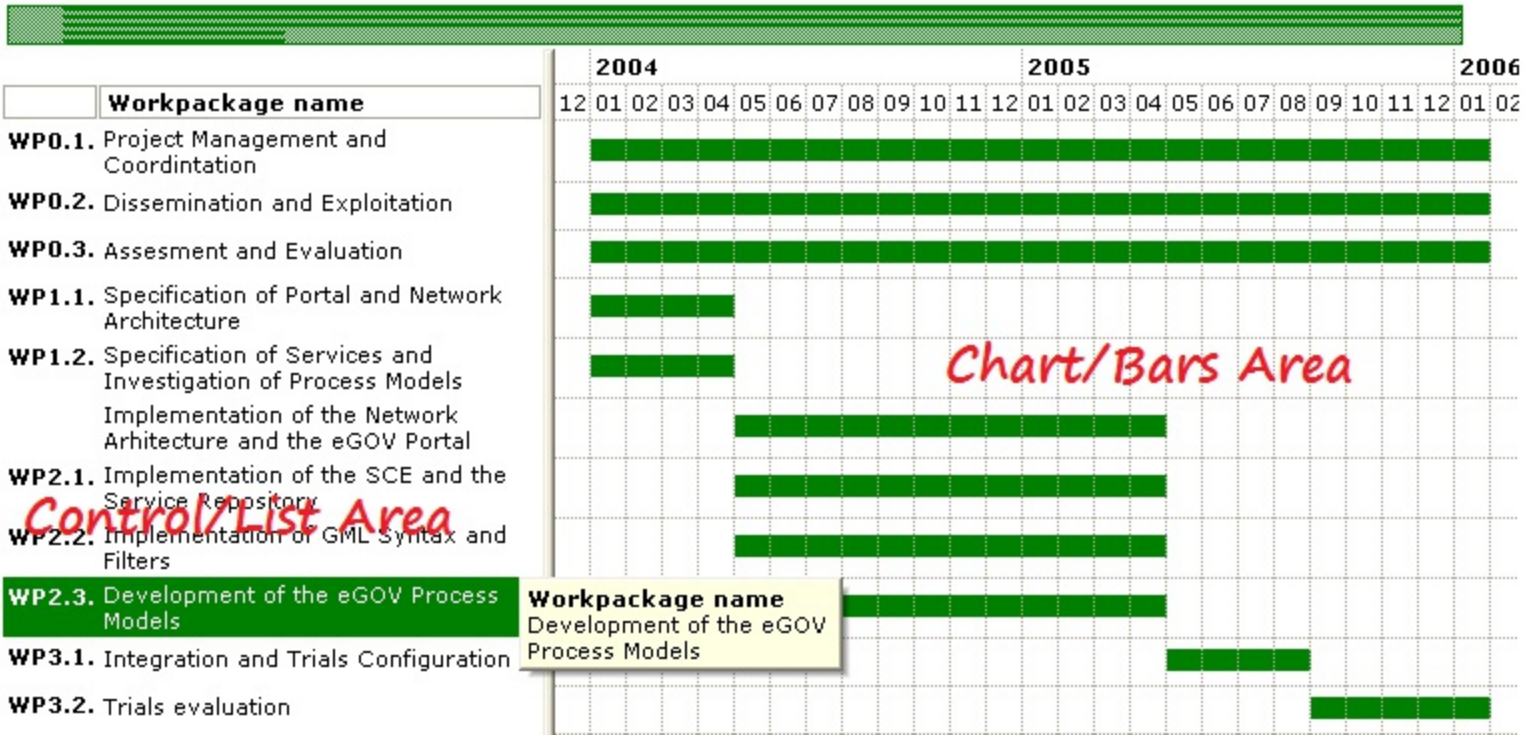 2004 2005 2006
Workpackage name
12 01 02 03 04 05 06 07 08 09 10 11 12 01 02 03 04 05 06 07 08 09 10 11 12 01 02
WP0.1. Project Management and
Coordintation
WP0.2. Dissemination and Exploitation
WP0.3. Assesment and Evaluation
WP1.1. Specification of Portal and Network
Architecture
WP1.2. Specification of Services and
Investigation of Process Models
Chart/Bars Area
Implementation of the Network
Arhitecture and the eGOV Portal
WP2.1. Implementation of the SCE and the
Service Repository
Control/List Area
WP2.2. Implementation of GML Syntax and
Filters
WP2.3. Development of the eGOV Process
Models
Workpackage name
Development of the eGOV
Process Models
WP3.1. Integration and Trials Configuration
WP3.2. Trials evaluation